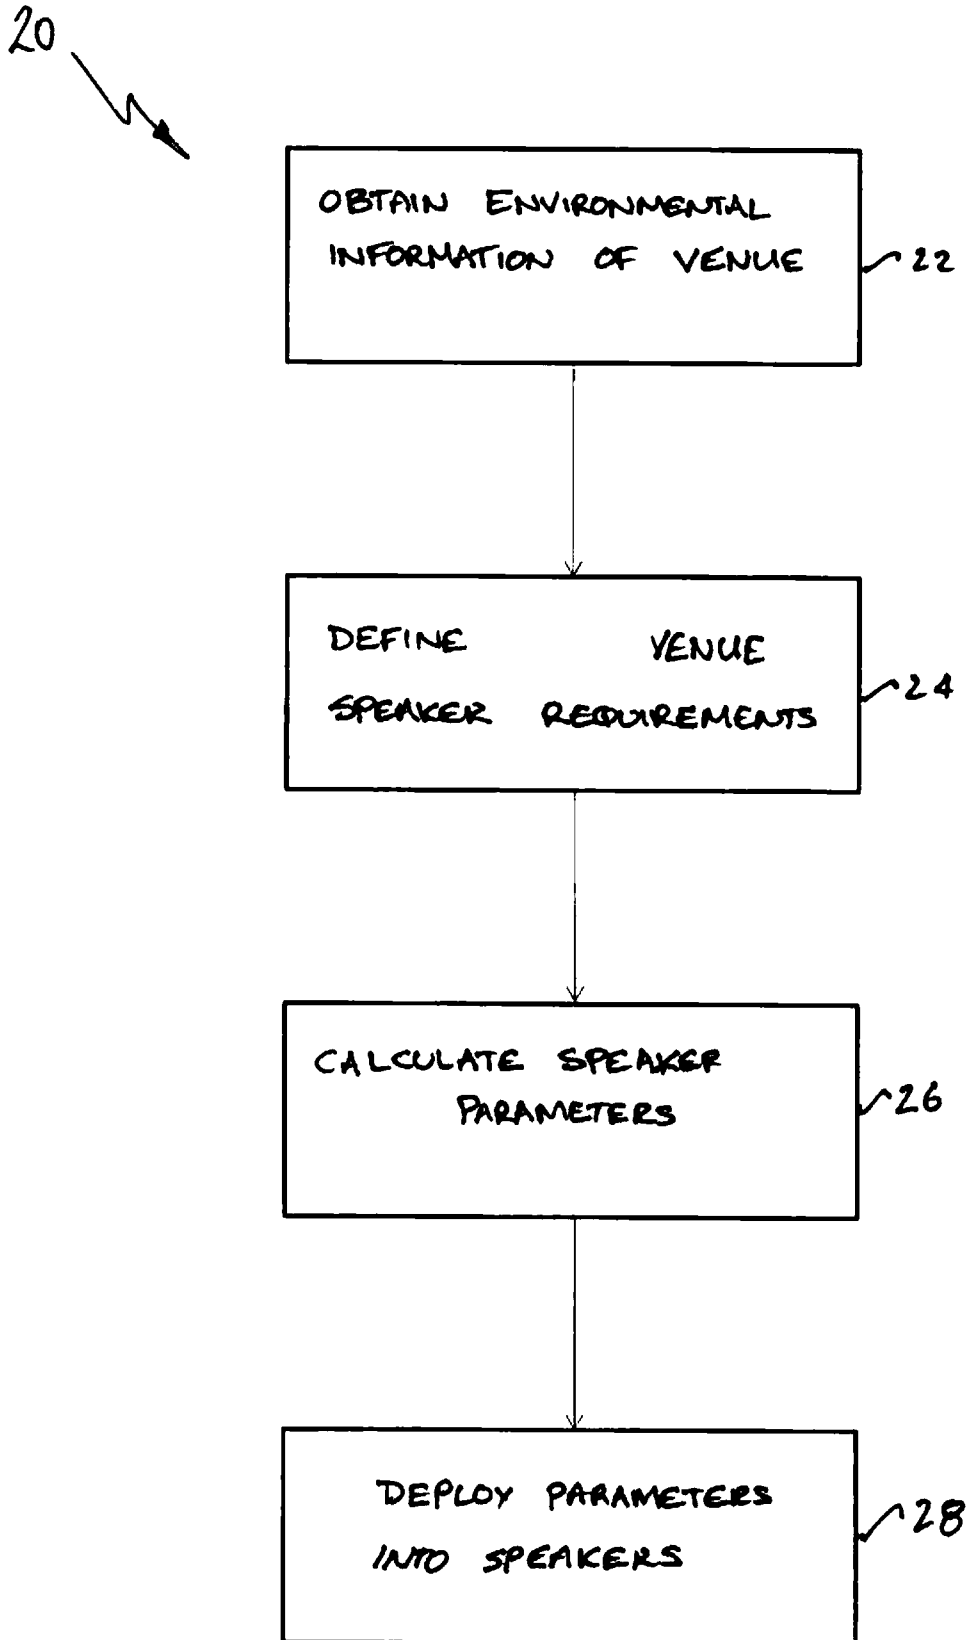 20
OBTAIN ENVIRONMENTAL
INFORMATION OF VENUE
22
DEFINE VENUE
SPEAKER REQUIREMENTS
24
CALCULATE SPEAKER
PARAMETERS
26
DEPLOY PARAMETERS
INTO SPEAKERS
28